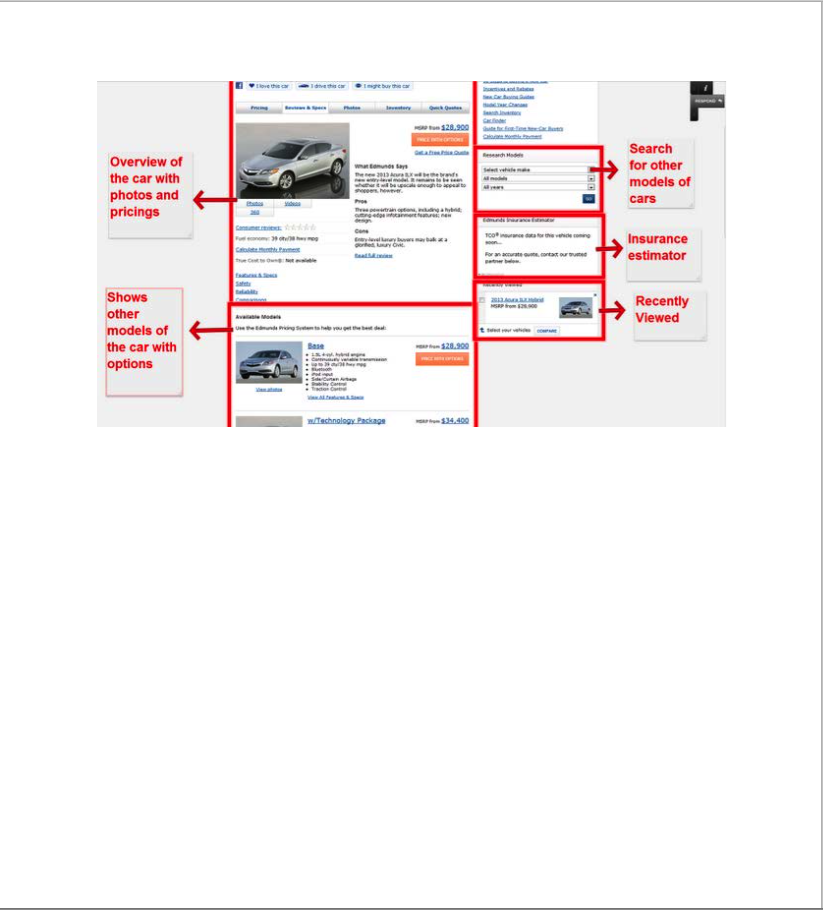 I love this car I drive this car I might buy this car
Pricing Reviews & Specs Photos Inventory Quick Quotes
MSRP from $28,900
PRICE WITH OPTIONS
Get a Free Price Quote
What Edmunds Says
The new 2013 Acura ILX will be the brand's
new entry-level model. It remains to be seen
whether it will be upscale enough to appeal to
shoppers, however.
Pros
Three powertrain options, including a hybrid;
cutting-edge infotainment features; new
design.
Cons
Entry-level luxury buyers may balk at a
glorified, luxury Civic.
Read full review
Photos Videos
360
Consumer reviews:
Fuel economy: 39 city/38 hwy mpg
Calculate Monthly Payment
True Cost to Own®: Not available
Features & Specs
Safety
Reliability
Comparisons
Overview of
the car with
photos and
pricings
Shows
other
models of
the car with
options
Available Models
Use the Edmunds Pricing System to help you get the best deal:
Base
1.5L 4-cyl. hybrid engine
Continuously variable transmission
Up to 39 city/38 hwy mpg
Bluetooth
iPod input
Side/Curtain Airbags
Stability Control
Traction Control
View All Features & Specs
View photos
MSRP from $28,900
PRICE WITH OPTIONS
w/Technology Package
MSRP from $34,400
Incentives and Rebates
New Car Buying Guides
Model Year Changes
Search Inventory
Car Finder
Guide for First-Time New-Car Buyers
Calculate Monthly Payment
i
RESPOND
Research Models
Select vehicle make
All models
All years
GO
Search
for other
models of
cars
Edmunds Insurance Estimator
TCO® insurance data for this vehicle coming
soon...
For an accurate quote, contact our trusted
partner below.
Insurance
estimator
Recently Viewed
2013 Acura ILX Hybrid
MSRP from $28,900
Select your vehicles COMPARE
Recently
Viewed